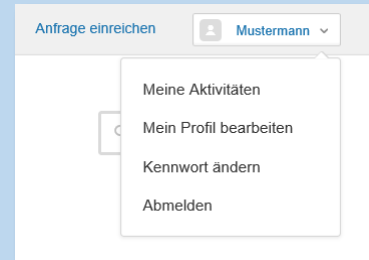 Anfrage einreichen
Mustermann
Meine Aktivitäten
Mein Profil bearbeiten
Kennwort ändern
Abmelden